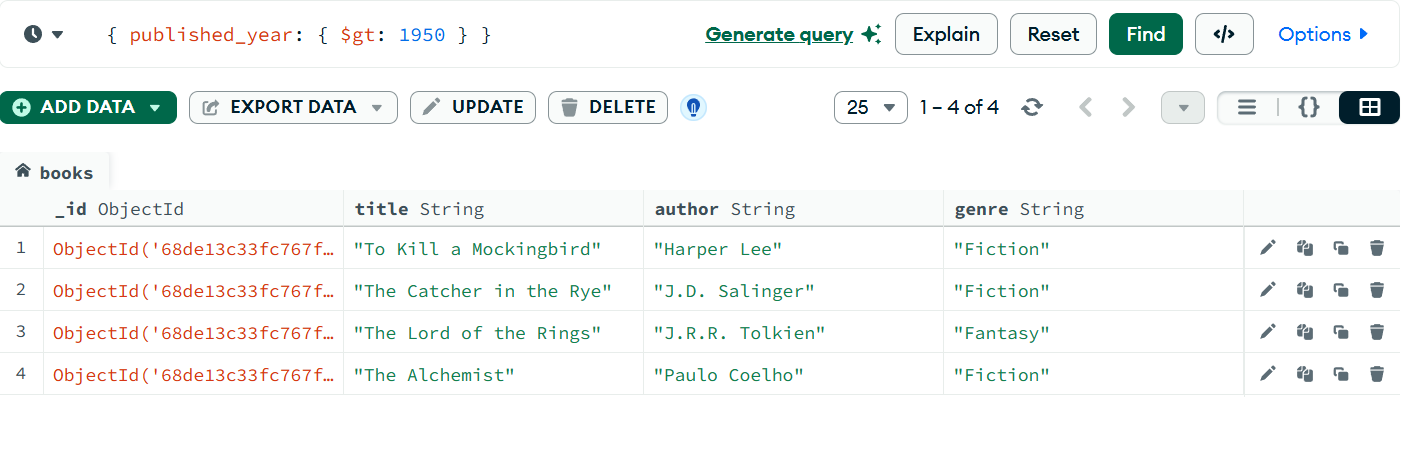 { published_year: { $gt: 1950 } } Generate query Explain Reset Find </> Options
ADD DATA EXPORT DATA UPDATE DELETE 25 1 – 4 of 4 {}
books
_id ObjectId title String author String genre String
1 ObjectId('68de13c33fc767f… "To Kill a Mockingbird" "Harper Lee" "Fiction"
2 ObjectId('68de13c33fc767f… "The Catcher in the Rye" "J.D. Salinger" "Fiction"
3 ObjectId('68de13c33fc767f… "The Lord of the Rings" "J.R.R. Tolkien" "Fantasy"
4 ObjectId('68de13c33fc767f… "The Alchemist" "Paulo Coelho" "Fiction"